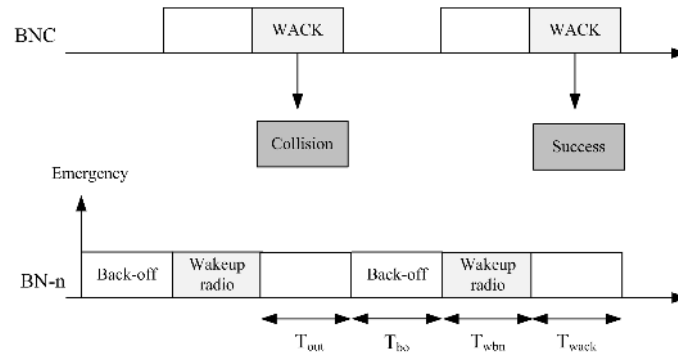 BNC
WACK
WACK
Collision
Success
Emergency
BN-n
Back-off
Wakeup
radio
Back-off
Wakeup
radio
Tout
Tbo
Twbn
Twack